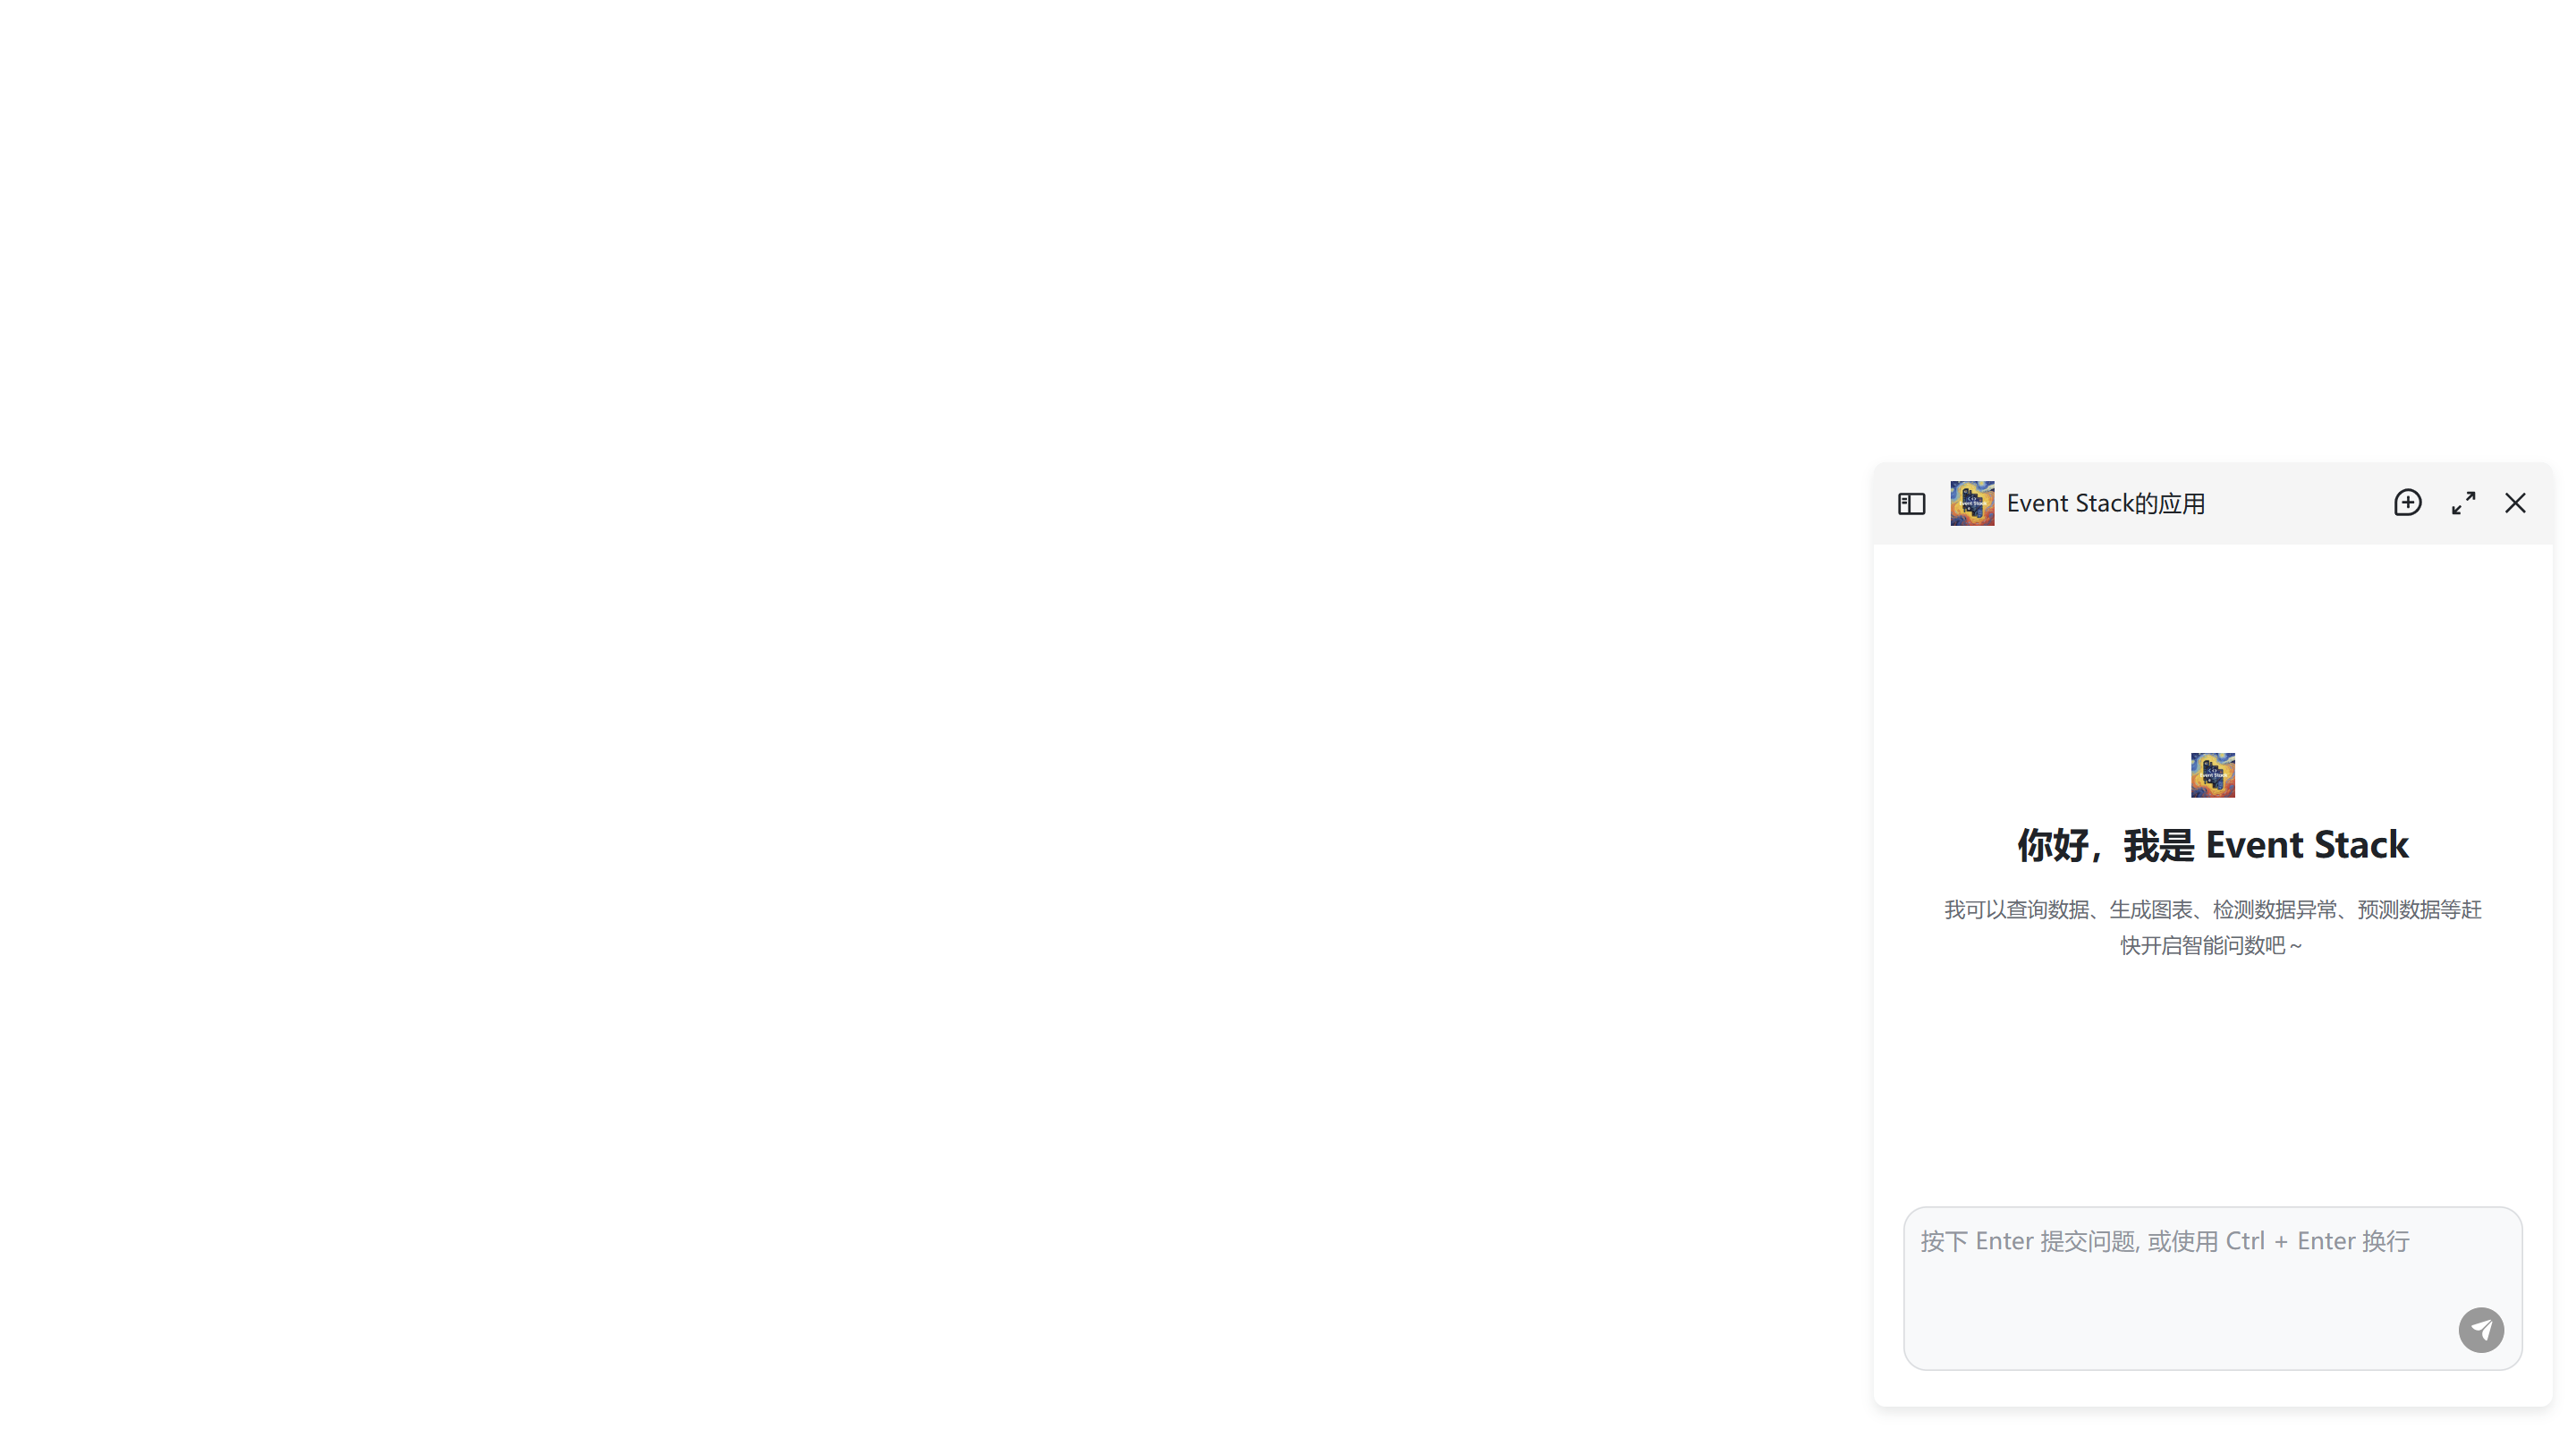 Event Stack的应用
你好，我是 Event Stack
我可以查询数据、生成图表、检测数据异常、预测数据等赶
快开启智能问数吧～
按下 Enter 提交问题, 或使用 Ctrl + Enter 换行